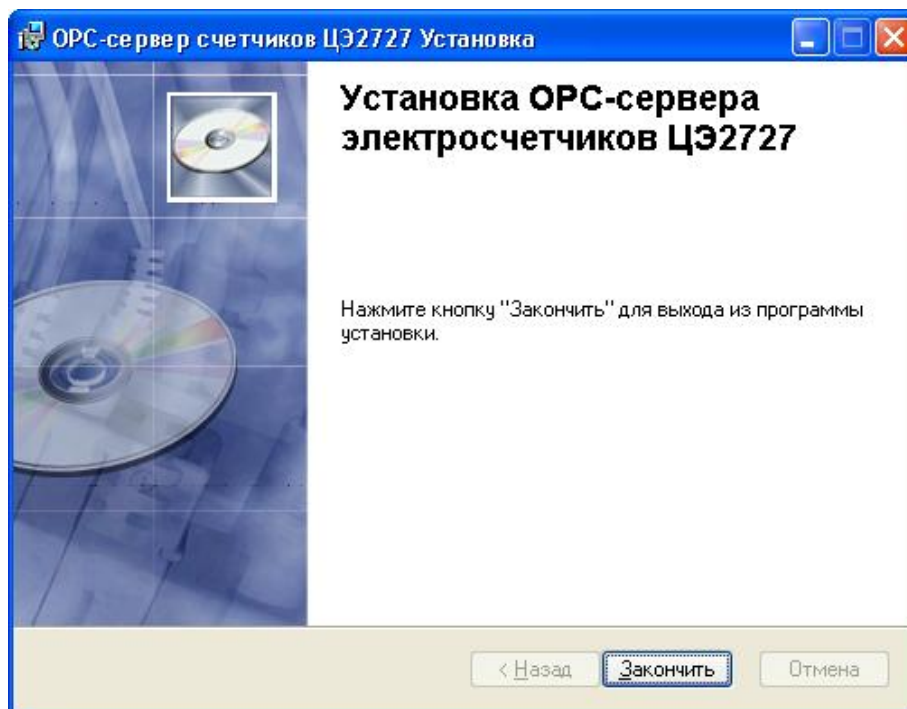 OPC-сервер счетчиков ЦЭ2727 Установка
Установка OPC-сервера
электросчетчиков ЦЭ2727
Нажмите кнопку "Закончить" для выхода из программы
установки.
< Назад
Закончить
Отмена